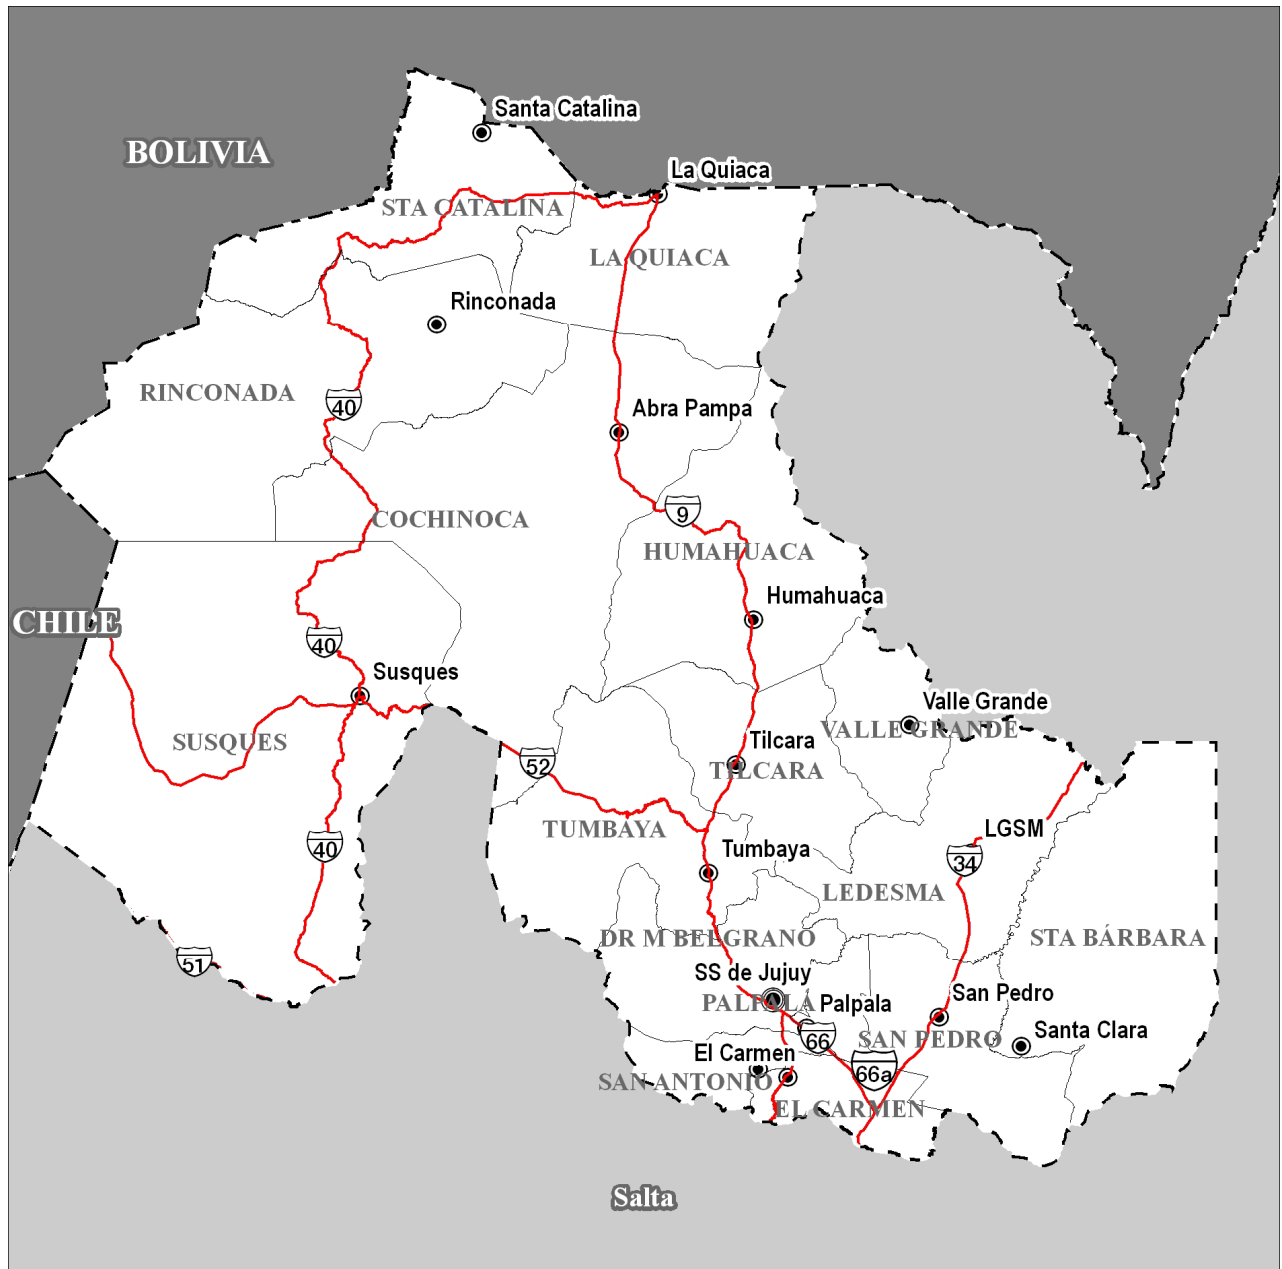 Santa Catalina
BOLIVIA
La Quiaca
STA CATALINA
LA QUIACA
Rinconada
RINCONADA
40
Abra Pampa
9
COCHINOCA
HUMAHUACA
Humahuaca
CHILE
40
Susques
Valle Grande
VALLE GRANDE
SUSQUES
Tilcara
TILCARA
52
TUMBAYA
LGSM
40
Tumbaya
34
LEDESMA
DR M BELGRANO
STA BÁRBARA
51
SS de Jujuy
PALPALÁ
Palpala
San Pedro
66
SAN PEDRO
Santa Clara
El Carmen
66a
SAN ANTONIO
EL CARMEN
Salta